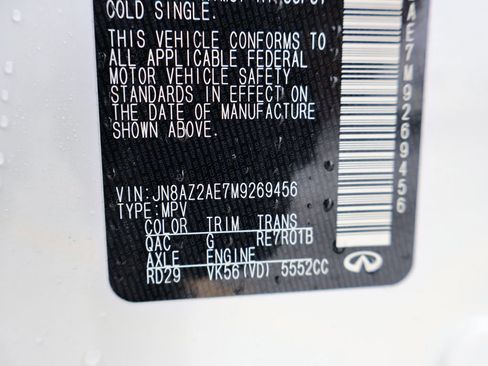 COLD SINGLE.
THIS VEHICLE CONFORMS TO
ALL APPLICABLE FEDERAL
MOTOR VEHICLE SAFETY
STANDARDS IN EFFECT ON
THE DATE OF MANUFACTURE
SHOWN ABOVE.
VIN:JN8AZ2AE7M9269456
TYPE:MPV
COLOR TRIM TRANS
QAC G RE7R01B
AXLE ENGINE
RD29 VK56(VD) 5552CC
AE7M9269456